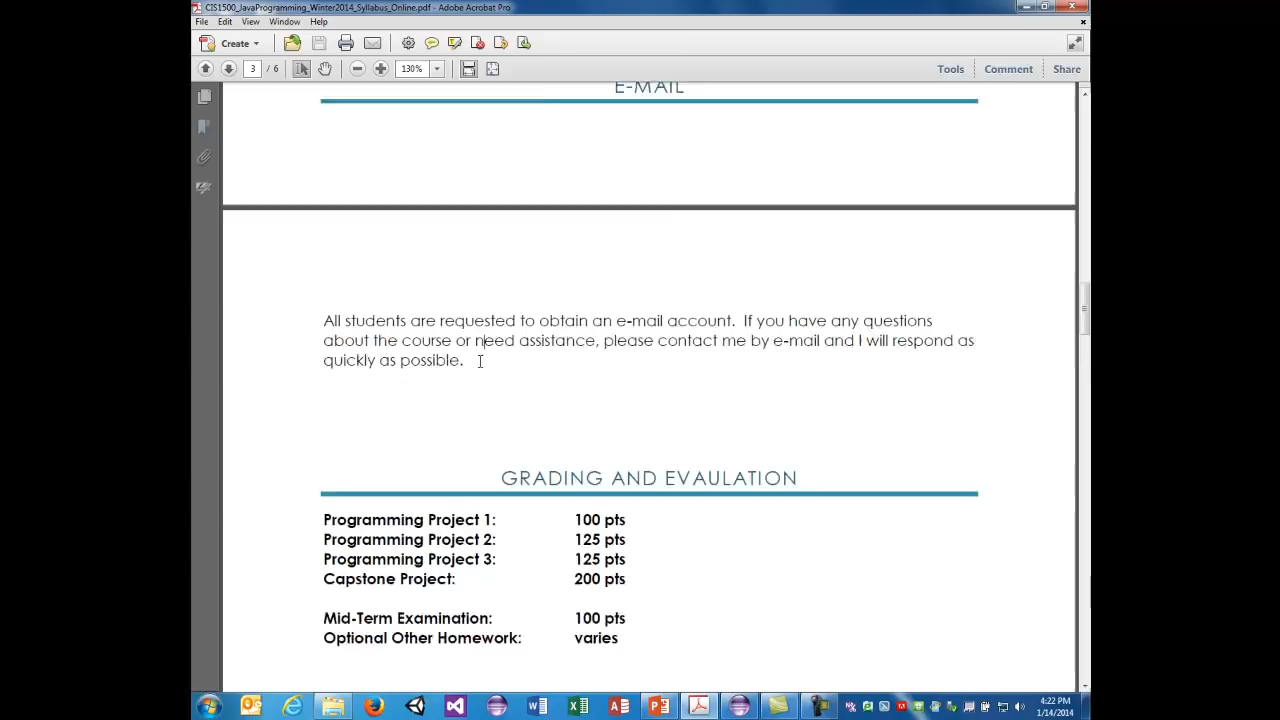 CIS1500_JavaProgramming_Winter2014_Syllabus_Online.pdf - Adobe Acrobat Pro
File Edit View Window Help
Create
3 / 6 130% Tools Comment Share
E-MAIL
All students are requested to obtain an e-mail account. If you have any questions
about the course or need assistance, please contact me by e-mail and I will respond as
quickly as possible.
GRADING AND EVAULATION
Programming Project 1: 100 pts
Programming Project 2: 125 pts
Programming Project 3: 125 pts
Capstone Project: 200 pts
Mid-Term Examination: 100 pts
Optional Other Homework: varies
4:22 PM
1/14/2014